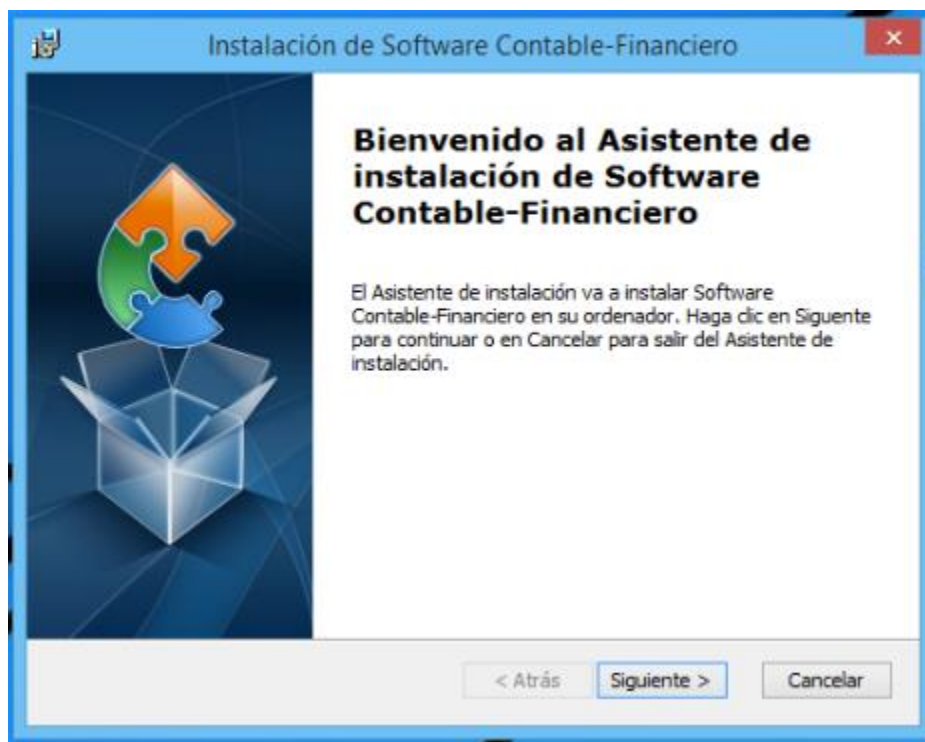 Instalación de Software Contable-Financiero
Bienvenido al Asistente de
instalación de Software
Contable-Financiero
El Asistente de instalación va a instalar Software
Contable-Financiero en su ordenador. Haga clic en Siguente
para continuar o en Cancelar para salir del Asistente de
instalación.
< Atrás Siguiente > Cancelar